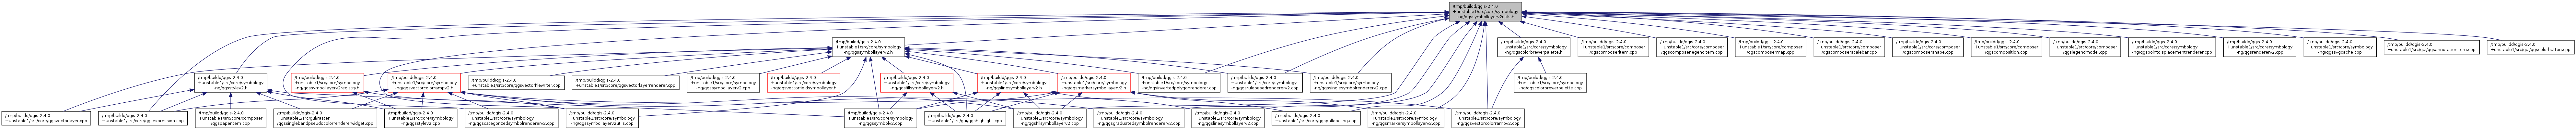 /tmp/buildd/qgis-2.4.0
+unstable1/src/core/symbology
-ng/qgssymbollayerv2utils.h
/tmp/buildd/qgis-2.4.0
+unstable1/src/core/symbology
-ng/qgssymbollayerv2.h
/tmp/buildd/qgis-2.4.0
+unstable1/src/core/symbology
-ng/qgscolorbrewerpalette.h
/tmp/buildd/qgis-2.4.0
+unstable1/src/core/composer
/qgscomposeritem.cpp
/tmp/buildd/qgis-2.4.0
+unstable1/src/core/composer
/qgscomposerlegenditem.cpp
/tmp/buildd/qgis-2.4.0
+unstable1/src/core/composer
/qgscomposermap.cpp
/tmp/buildd/qgis-2.4.0
+unstable1/src/core/composer
/qgscomposerscalebar.cpp
/tmp/buildd/qgis-2.4.0
+unstable1/src/core/composer
/qgscomposershape.cpp
/tmp/buildd/qgis-2.4.0
+unstable1/src/core/composer
/qgscomposition.cpp
/tmp/buildd/qgis-2.4.0
+unstable1/src/core/composer
/qgslegendmodel.cpp
/tmp/buildd/qgis-2.4.0
+unstable1/src/core/symbology
-ng/qgspointdisplacementrenderer.cpp
/tmp/buildd/qgis-2.4.0
+unstable1/src/core/symbology
-ng/qgsrendererv2.cpp
/tmp/buildd/qgis-2.4.0
+unstable1/src/core/symbology
-ng/qgssvgcache.cpp
/tmp/buildd/qgis-2.4.0
+unstable1/src/gui/qgsannotationitem.cpp
/tmp/buildd/qgis-2.4.0
+unstable1/src/gui/qgscolorbutton.cpp
/tmp/buildd/qgis-2.4.0
+unstable1/src/core/symbology
-ng/qgsstylev2.h
/tmp/buildd/qgis-2.4.0
+unstable1/src/core/symbology
-ng/qgssymbollayerv2registry.h
/tmp/buildd/qgis-2.4.0
+unstable1/src/core/symbology
-ng/qgsvectorcolorrampv2.h
/tmp/buildd/qgis-2.4.0
+unstable1/src/core/qgsvectorfilewriter.cpp
/tmp/buildd/qgis-2.4.0
+unstable1/src/core/qgsvectorlayerrenderer.cpp
/tmp/buildd/qgis-2.4.0
+unstable1/src/core/symbology
-ng/qgssymbollayerv2.cpp
/tmp/buildd/qgis-2.4.0
+unstable1/src/core/symbology
-ng/qgsvectorfieldsymbollayer.h
/tmp/buildd/qgis-2.4.0
+unstable1/src/core/symbology
-ng/qgsfillsymbollayerv2.h
/tmp/buildd/qgis-2.4.0
+unstable1/src/core/symbology
-ng/qgslinesymbollayerv2.h
/tmp/buildd/qgis-2.4.0
+unstable1/src/core/symbology
-ng/qgsmarkersymbollayerv2.h
/tmp/buildd/qgis-2.4.0
+unstable1/src/core/symbology
-ng/qgsinvertedpolygonrenderer.cpp
/tmp/buildd/qgis-2.4.0
+unstable1/src/core/symbology
-ng/qgsrulebasedrendererv2.cpp
/tmp/buildd/qgis-2.4.0
+unstable1/src/core/symbology
-ng/qgssinglesymbolrendererv2.cpp
/tmp/buildd/qgis-2.4.0
+unstable1/src/core/symbology
-ng/qgscolorbrewerpalette.cpp
/tmp/buildd/qgis-2.4.0
+unstable1/src/core/qgsvectorlayer.cpp
/tmp/buildd/qgis-2.4.0
+unstable1/src/core/qgsexpression.cpp
/tmp/buildd/qgis-2.4.0
+unstable1/src/core/composer
/qgspaperitem.cpp
/tmp/buildd/qgis-2.4.0
+unstable1/src/gui/raster
/qgssinglebandpseudocolorrendererwidget.cpp
/tmp/buildd/qgis-2.4.0
+unstable1/src/core/symbology
-ng/qgsstylev2.cpp
/tmp/buildd/qgis-2.4.0
+unstable1/src/core/symbology
-ng/qgscategorizedsymbolrendererv2.cpp
/tmp/buildd/qgis-2.4.0
+unstable1/src/core/symbology
-ng/qgssymbollayerv2utils.cpp
/tmp/buildd/qgis-2.4.0
+unstable1/src/core/symbology
-ng/qgssymbolv2.cpp
/tmp/buildd/qgis-2.4.0
+unstable1/src/gui/qgshighlight.cpp
/tmp/buildd/qgis-2.4.0
+unstable1/src/core/symbology
-ng/qgsfillsymbollayerv2.cpp
/tmp/buildd/qgis-2.4.0
+unstable1/src/core/symbology
-ng/qgsgraduatedsymbolrendererv2.cpp
/tmp/buildd/qgis-2.4.0
+unstable1/src/core/symbology
-ng/qgslinesymbollayerv2.cpp
/tmp/buildd/qgis-2.4.0
+unstable1/src/core/qgspallabeling.cpp
/tmp/buildd/qgis-2.4.0
+unstable1/src/core/symbology
-ng/qgsmarkersymbollayerv2.cpp
/tmp/buildd/qgis-2.4.0
+unstable1/src/core/symbology
-ng/qgsvectorcolorrampv2.cpp